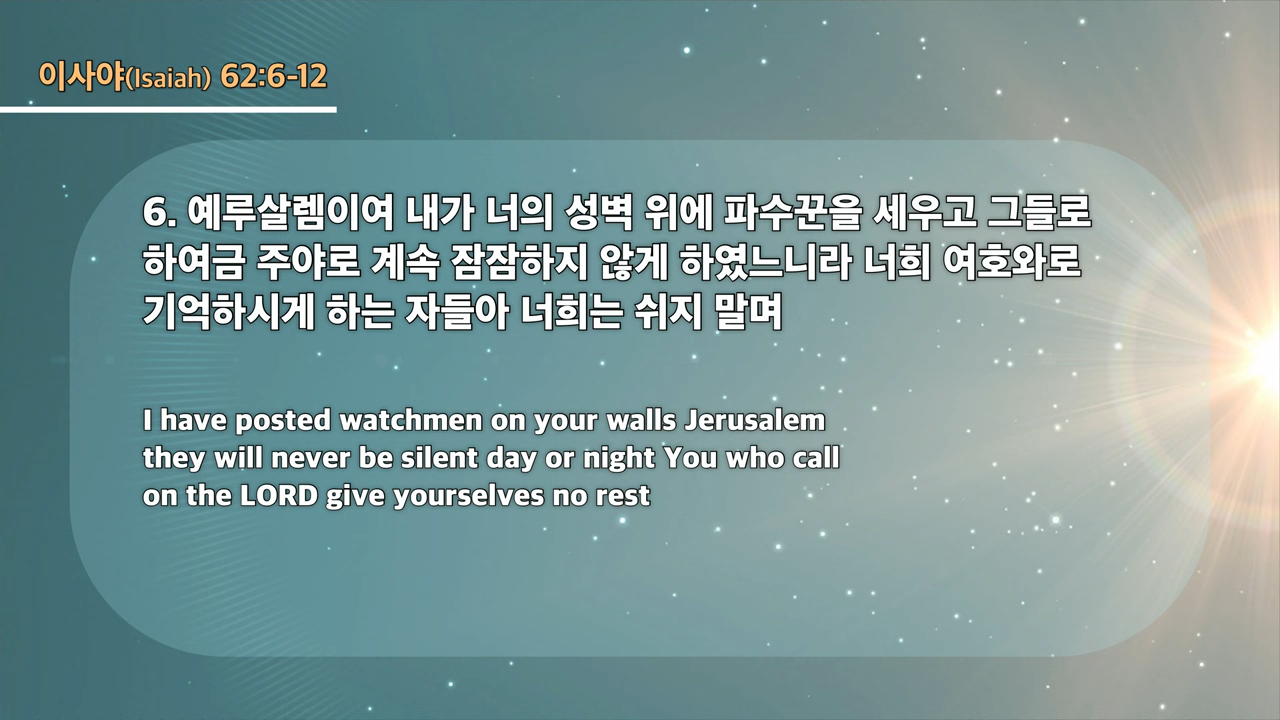 이사야(Isaiah) 62:6-12
6. 예루살렘이여 내가 너의 성벽 위에 파수꾼을 세우고 그들로
하여금 주야로 계속 잠잠하지 않게 하였느니라 너희 여호와로
기억하시게 하는 자들아 너희는 쉬지 말며
I have posted watchmen on your walls Jerusalem
they will never be silent day or night You who call
on the LORD give yourselves no rest